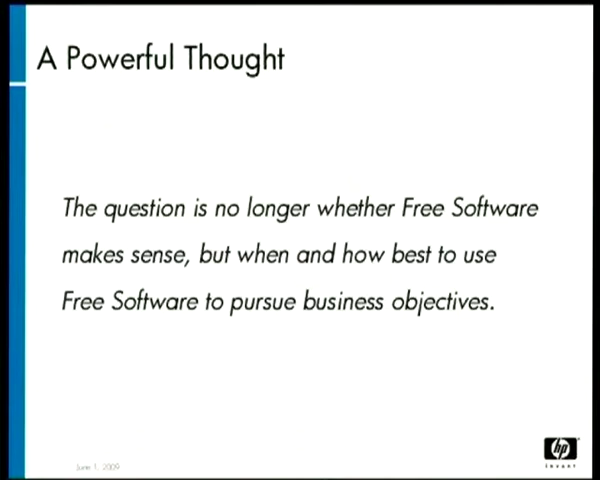 A Powerful Thought
The question is no longer whether Free Software
makes sense, but when and how best to use
Free Software to pursue business objectives.
June 1, 2009
hp
invent